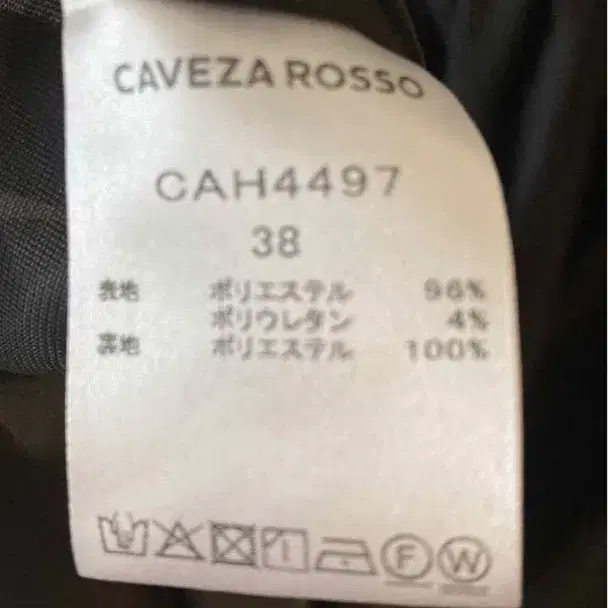 CAVEZA ROSSO
CAH4497
38
表地 ポリエステル 96%
ポリウレタン 4%
裏地 ポリエステル 100%
F W